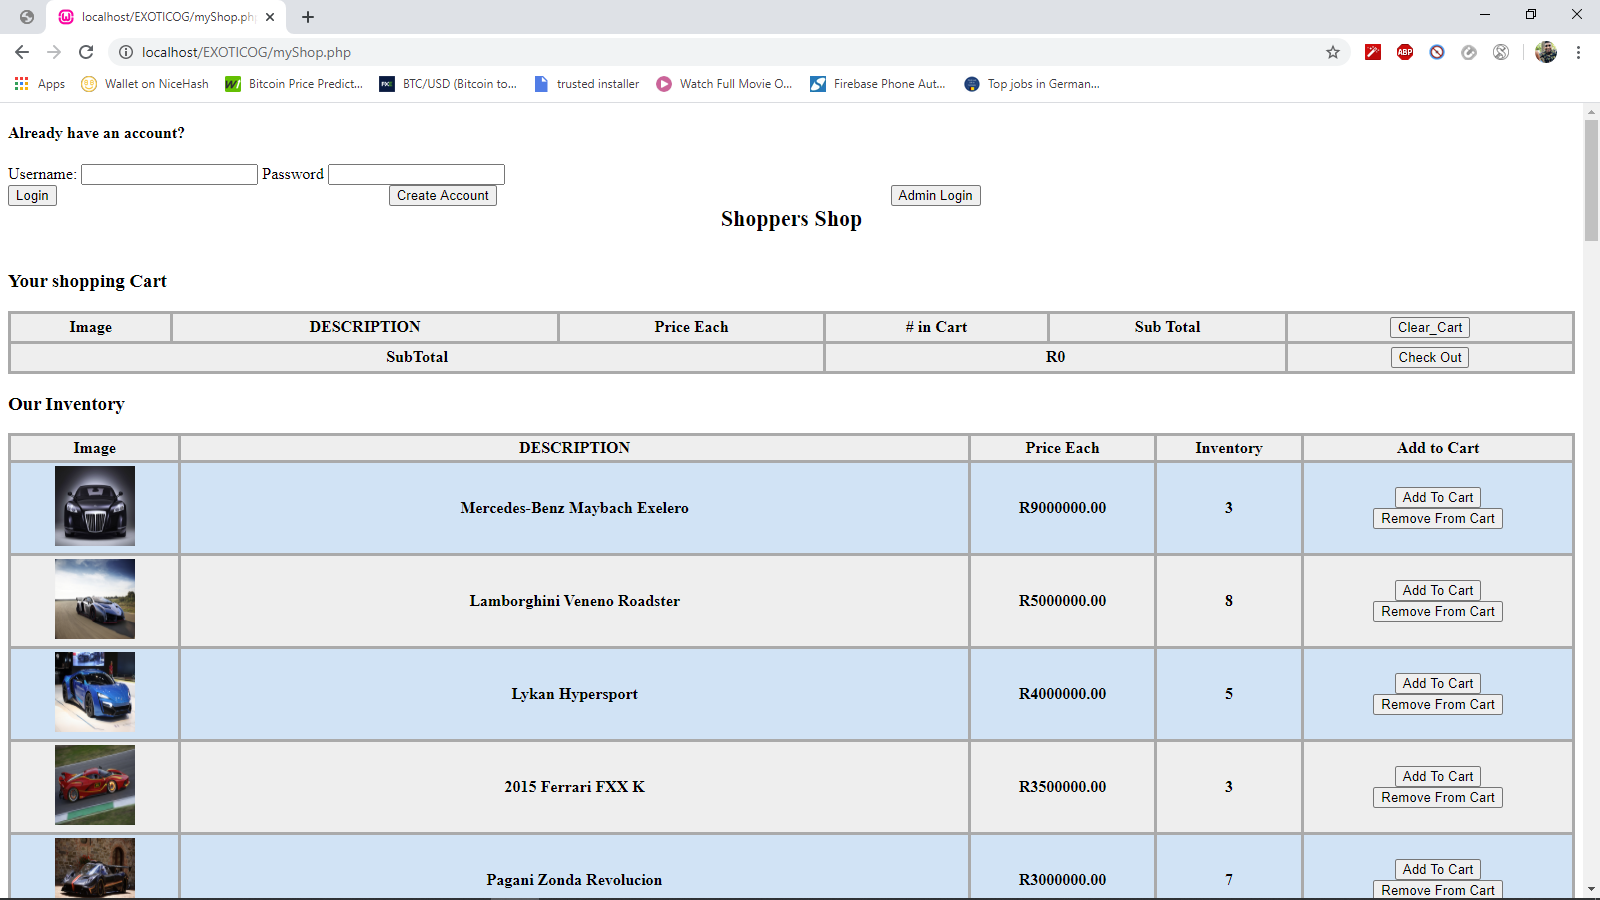 localhost/EXOTICOG/myShop.php
localhost/EXOTICOG/myShop.php
ABP
Apps
Wallet on NiceHash
Bitcoin Price Predict...
BTC/USD (Bitcoin to...
trusted installer
Watch Full Movie O...
Firebase Phone Aut...
Top jobs in German...
Already have an account?
Username: Password
Login Create Account Admin Login
Shoppers Shop
Your shopping Cart
Image DESCRIPTION Price Each # in Cart Sub Total Clear_Cart
SubTotal R0 Check Out
Our Inventory
Image DESCRIPTION Price Each Inventory Add to Cart
Mercedes-Benz Maybach Exelero R9000000.00 3 Add To Cart
Remove From Cart
Lamborghini Veneno Roadster R5000000.00 8 Add To Cart
Remove From Cart
Lykan Hypersport R4000000.00 5 Add To Cart
Remove From Cart
2015 Ferrari FXX K R3500000.00 3 Add To Cart
Remove From Cart
Pagani Zonda Revolucion R3000000.00 7 Add To Cart
Remove From Cart